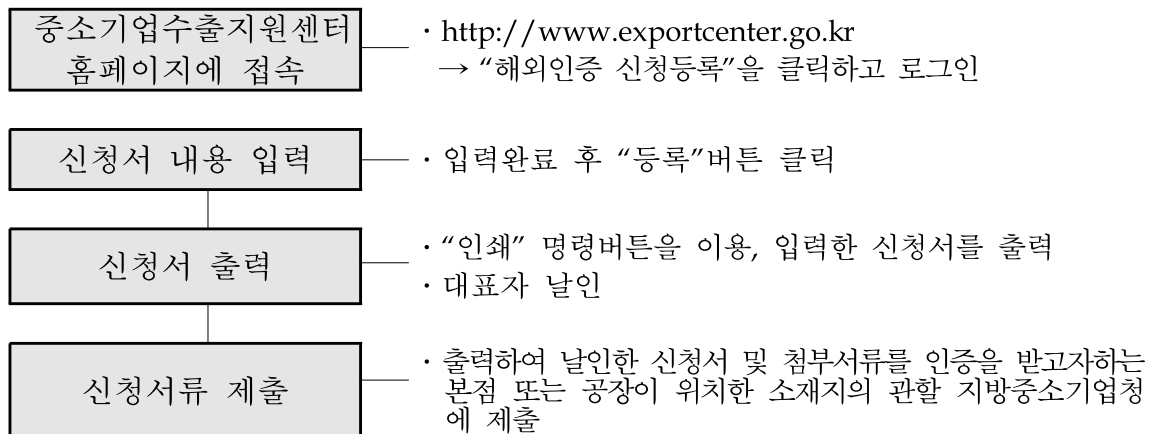 중소기업수출지원센터
홈페이지에 접속
· http://www.exportcenter.go.kr
→ “해외인증 신청등록”을 클릭하고 로그인
신청서 내용 입력
· 입력완료 후 “등록”버튼 클릭
신청서 출력
· “인쇄” 명령버튼을 이용, 입력한 신청서를 출력
· 대표자 날인
신청서류 제출
· 출력하여 날인한 신청서 및 첨부서류를 인증을 받고자하는
본점 또는 공장이 위치한 소재지의 관할 지방중소기업청
에 제출